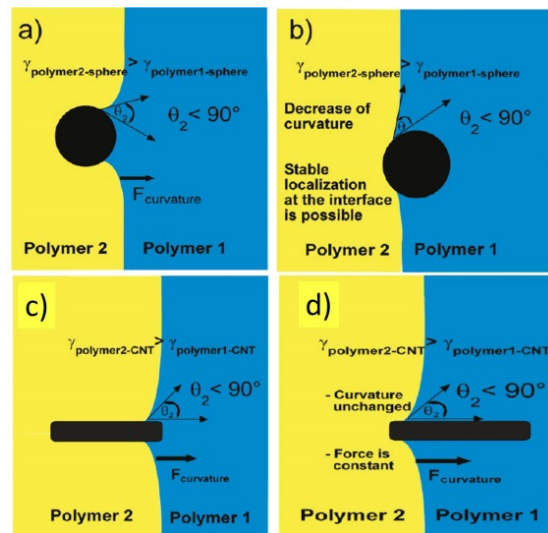 a)
γpolymer2-sphere > γpolymer1-sphere
θ2
θ2 < 90°
Fcurvature
Polymer 2 Polymer 1
b)
γpolymer2-sphere > γpolymer1-sphere
Decrease of
curvature
θ2 < 90°
Stable
localization
at the interface
is possible
Polymer 2 Polymer 1
c)
γpolymer2-CNT > γpolymer1-CNT
θ2 < 90°
θ2
Fcurvature
Polymer 2 Polymer 1
d)
γpolymer2-CNT > γpolymer1-CNT
θ2 < 90°
- Curvature
unchanged
θ2
- Force is
constant
Fcurvature
Polymer 2 Polymer 1